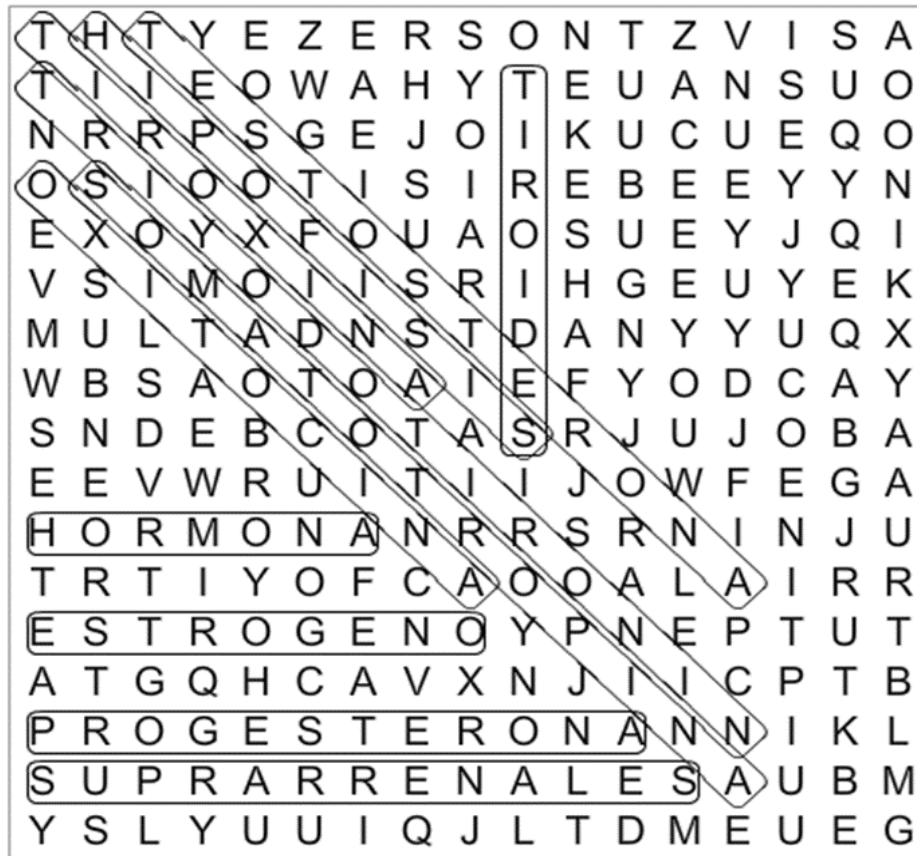 T H T Y E Z E R S O N T Z V I S A
T I I E O W A H Y T E U A N S U O
N R R P S G E J O I K U C U E Q O
O S I O O T I S I R E B E E Y Y N
E X O Y X F O U A O S U E Y J Q I
V S I M O I I S R I H G E U Y E K
M U L T A D N S T D A N Y Y U Q X
W B S A O T O A I E F Y O D C A Y
S N D E B C O T A S R J U J O B A
E E V W R U I T I I J O W F E G A
H O R M O N A N R R S R N I N J U
T R T I Y O F C A O O A L A I R R
E S T R O G E N O Y P N E P T U T
A T G Q H C A V X N J I I C P T B
P R O G E S T E R O N A N N I K L
S U P R A R R E N A L E S A U B M
Y S L Y U U I Q J L T D M E U E G